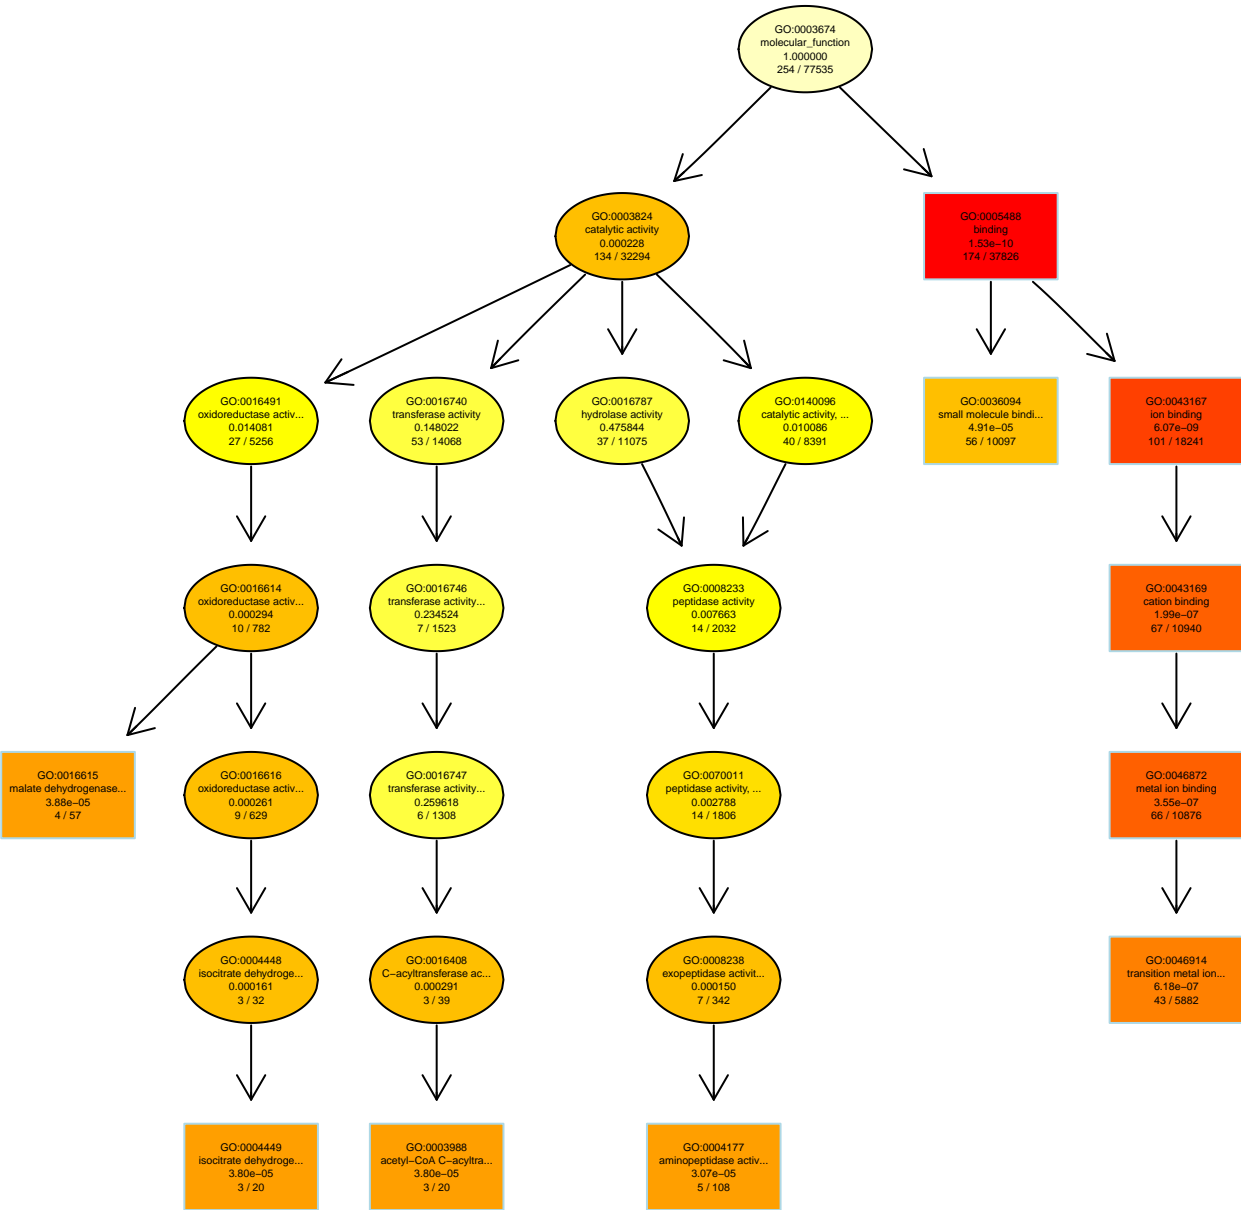 GO:0003674
molecular_function
1.000000
254 / 77535
GO:0003824
catalytic activity
0.000228
134 / 32294
GO:0005488
binding
1.53e−10
174 / 37826
GO:0016491
oxidoreductase activ...
0.014081
27 / 5256
GO:0016740
transferase activity
0.148022
53 / 14068
GO:0016787
hydrolase activity
0.475844
37 / 11075
GO:0140096
catalytic activity, ...
0.010086
40 / 8391
GO:0036094
small molecule bindi...
4.91e−05
56 / 10097
GO:0043167
ion binding
6.07e−09
101 / 18241
GO:0016614
oxidoreductase activ...
0.000294
10 / 782
GO:0016746
transferase activity...
0.234524
7 / 1523
GO:0008233
peptidase activity
0.007663
14 / 2032
GO:0043169
cation binding
1.99e−07
67 / 10940
GO:0016615
malate dehydrogenase...
3.88e−05
4 / 57
GO:0016616
oxidoreductase activ...
0.000261
9 / 629
GO:0016747
transferase activity...
0.259618
6 / 1308
GO:0070011
peptidase activity, ...
0.002788
14 / 1806
GO:0046872
metal ion binding
3.55e−07
66 / 10876
GO:0004448
isocitrate dehydroge...
0.000161
3 / 32
GO:0016408
C−acyltransferase ac...
0.000291
3 / 39
GO:0008238
exopeptidase activit...
0.000150
7 / 342
GO:0046914
transition metal ion...
6.18e−07
43 / 5882
GO:0004449
isocitrate dehydroge...
3.80e−05
3 / 20
GO:0003988
acetyl−CoA C−acyltra...
3.80e−05
3 / 20
GO:0004177
aminopeptidase activ...
3.07e−05
5 / 108